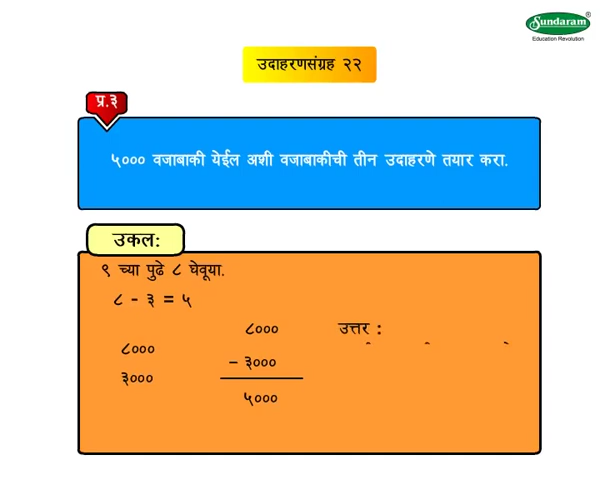 Sundaram
®
Education Revolution
उदाहरणसंग्रह २२
प्र.३
५००० वजाबाकी येईल अशी वजाबाकीची तीन उदाहरणे तयार करा.
उकल:
९ च्या पुढे ८ घेवूया.
८ - ३ = ५
८०००
३०००
८०००
– ३०००
५०००
उत्तर :